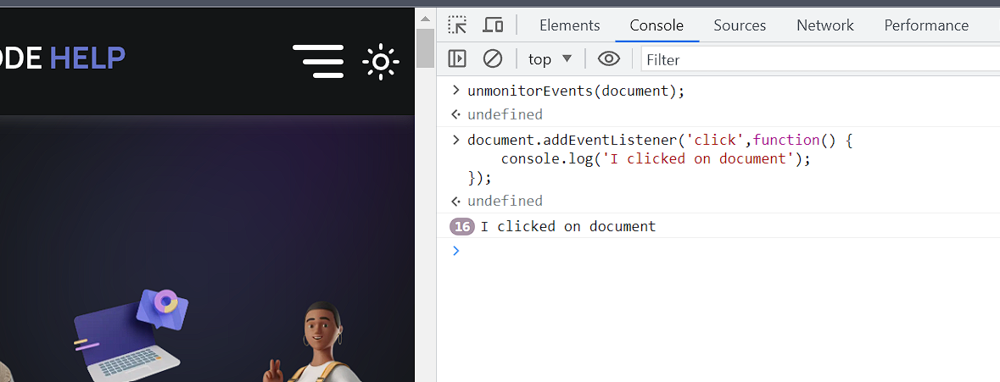 ODE HELP
Elements Console Sources Network Performance
top Filter
unmonitorEvents(document);
undefined
document.addEventListener('click',function() {
console.log('I clicked on document');
});
undefined
16 I clicked on document